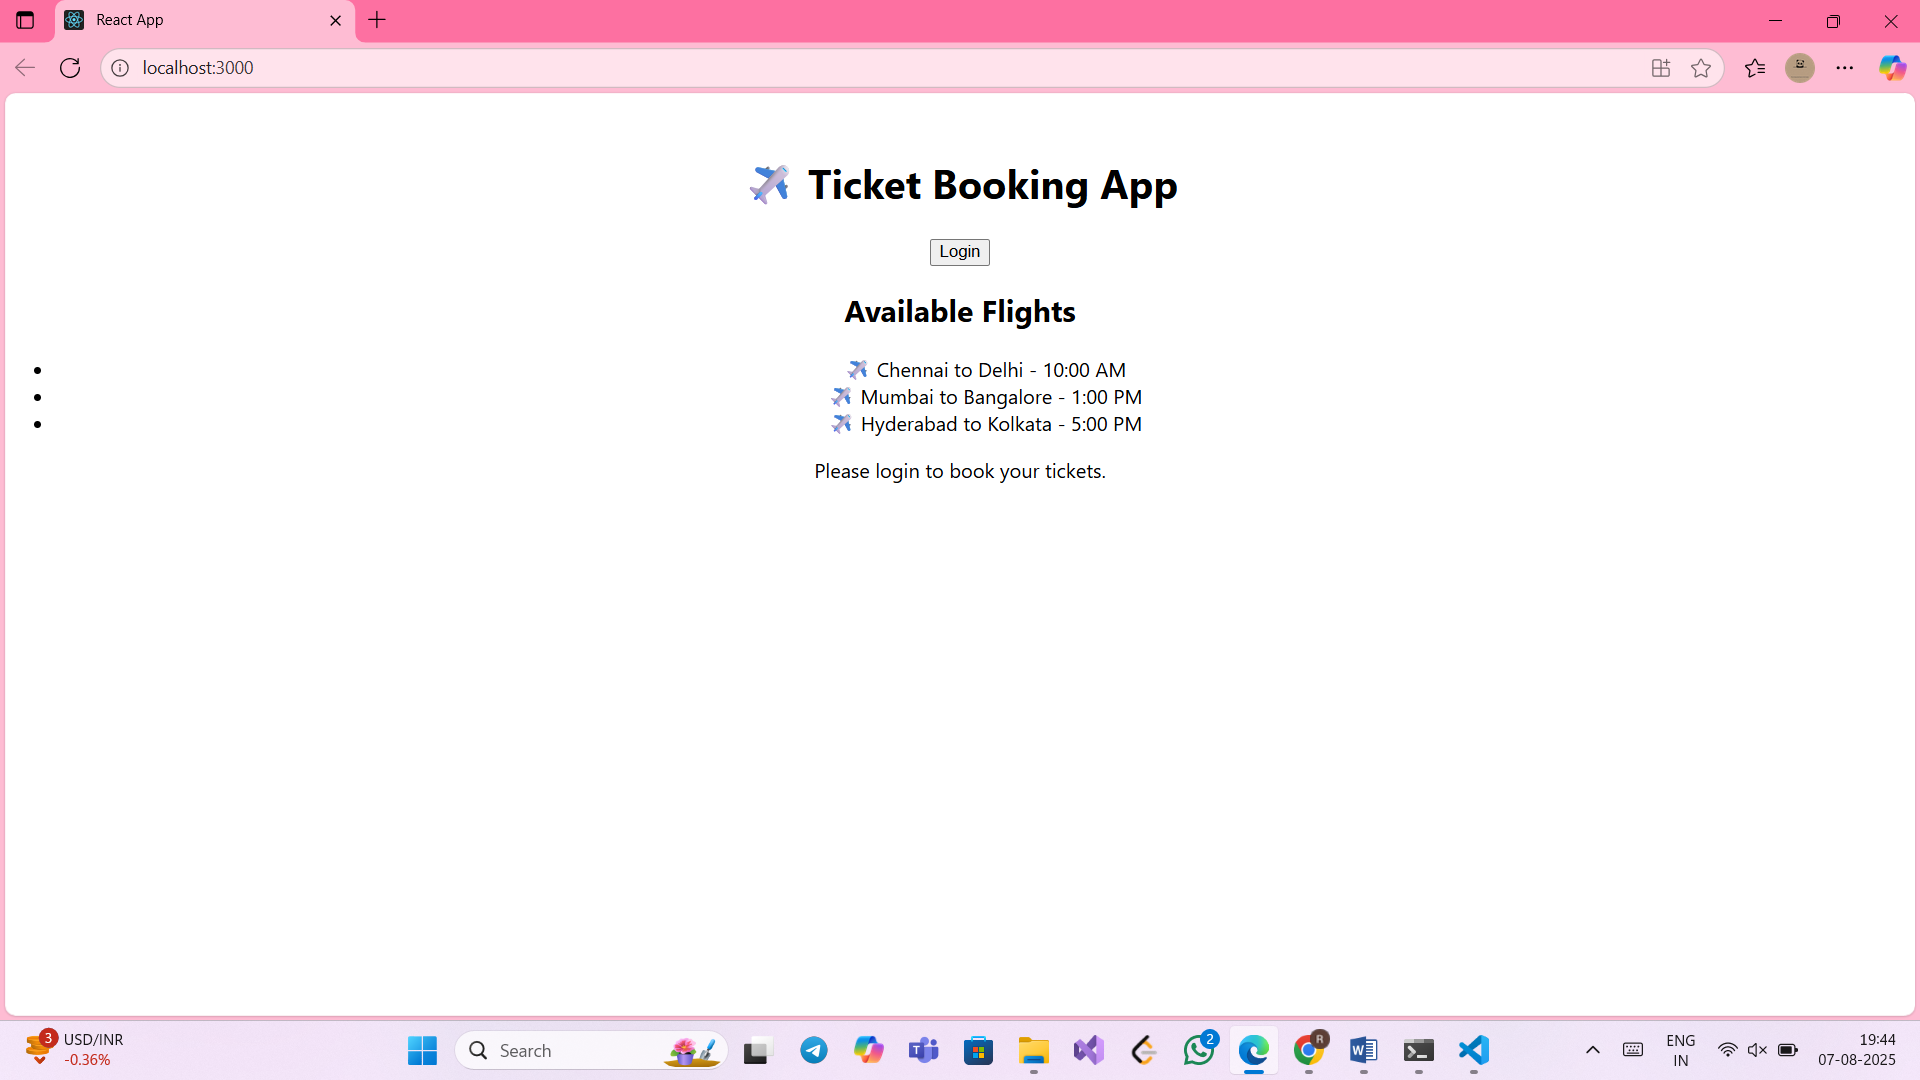 React App
localhost:3000
✈️ Ticket Booking App
Login
Available Flights
• ✈️ Chennai to Delhi - 10:00 AM
• ✈️ Mumbai to Bangalore - 1:00 PM
• ✈️ Hyderabad to Kolkata - 5:00 PM
Please login to book your tickets.
3
USD/INR
-0.36%
Search
2
R
ENG
IN
19:44
07-08-2025